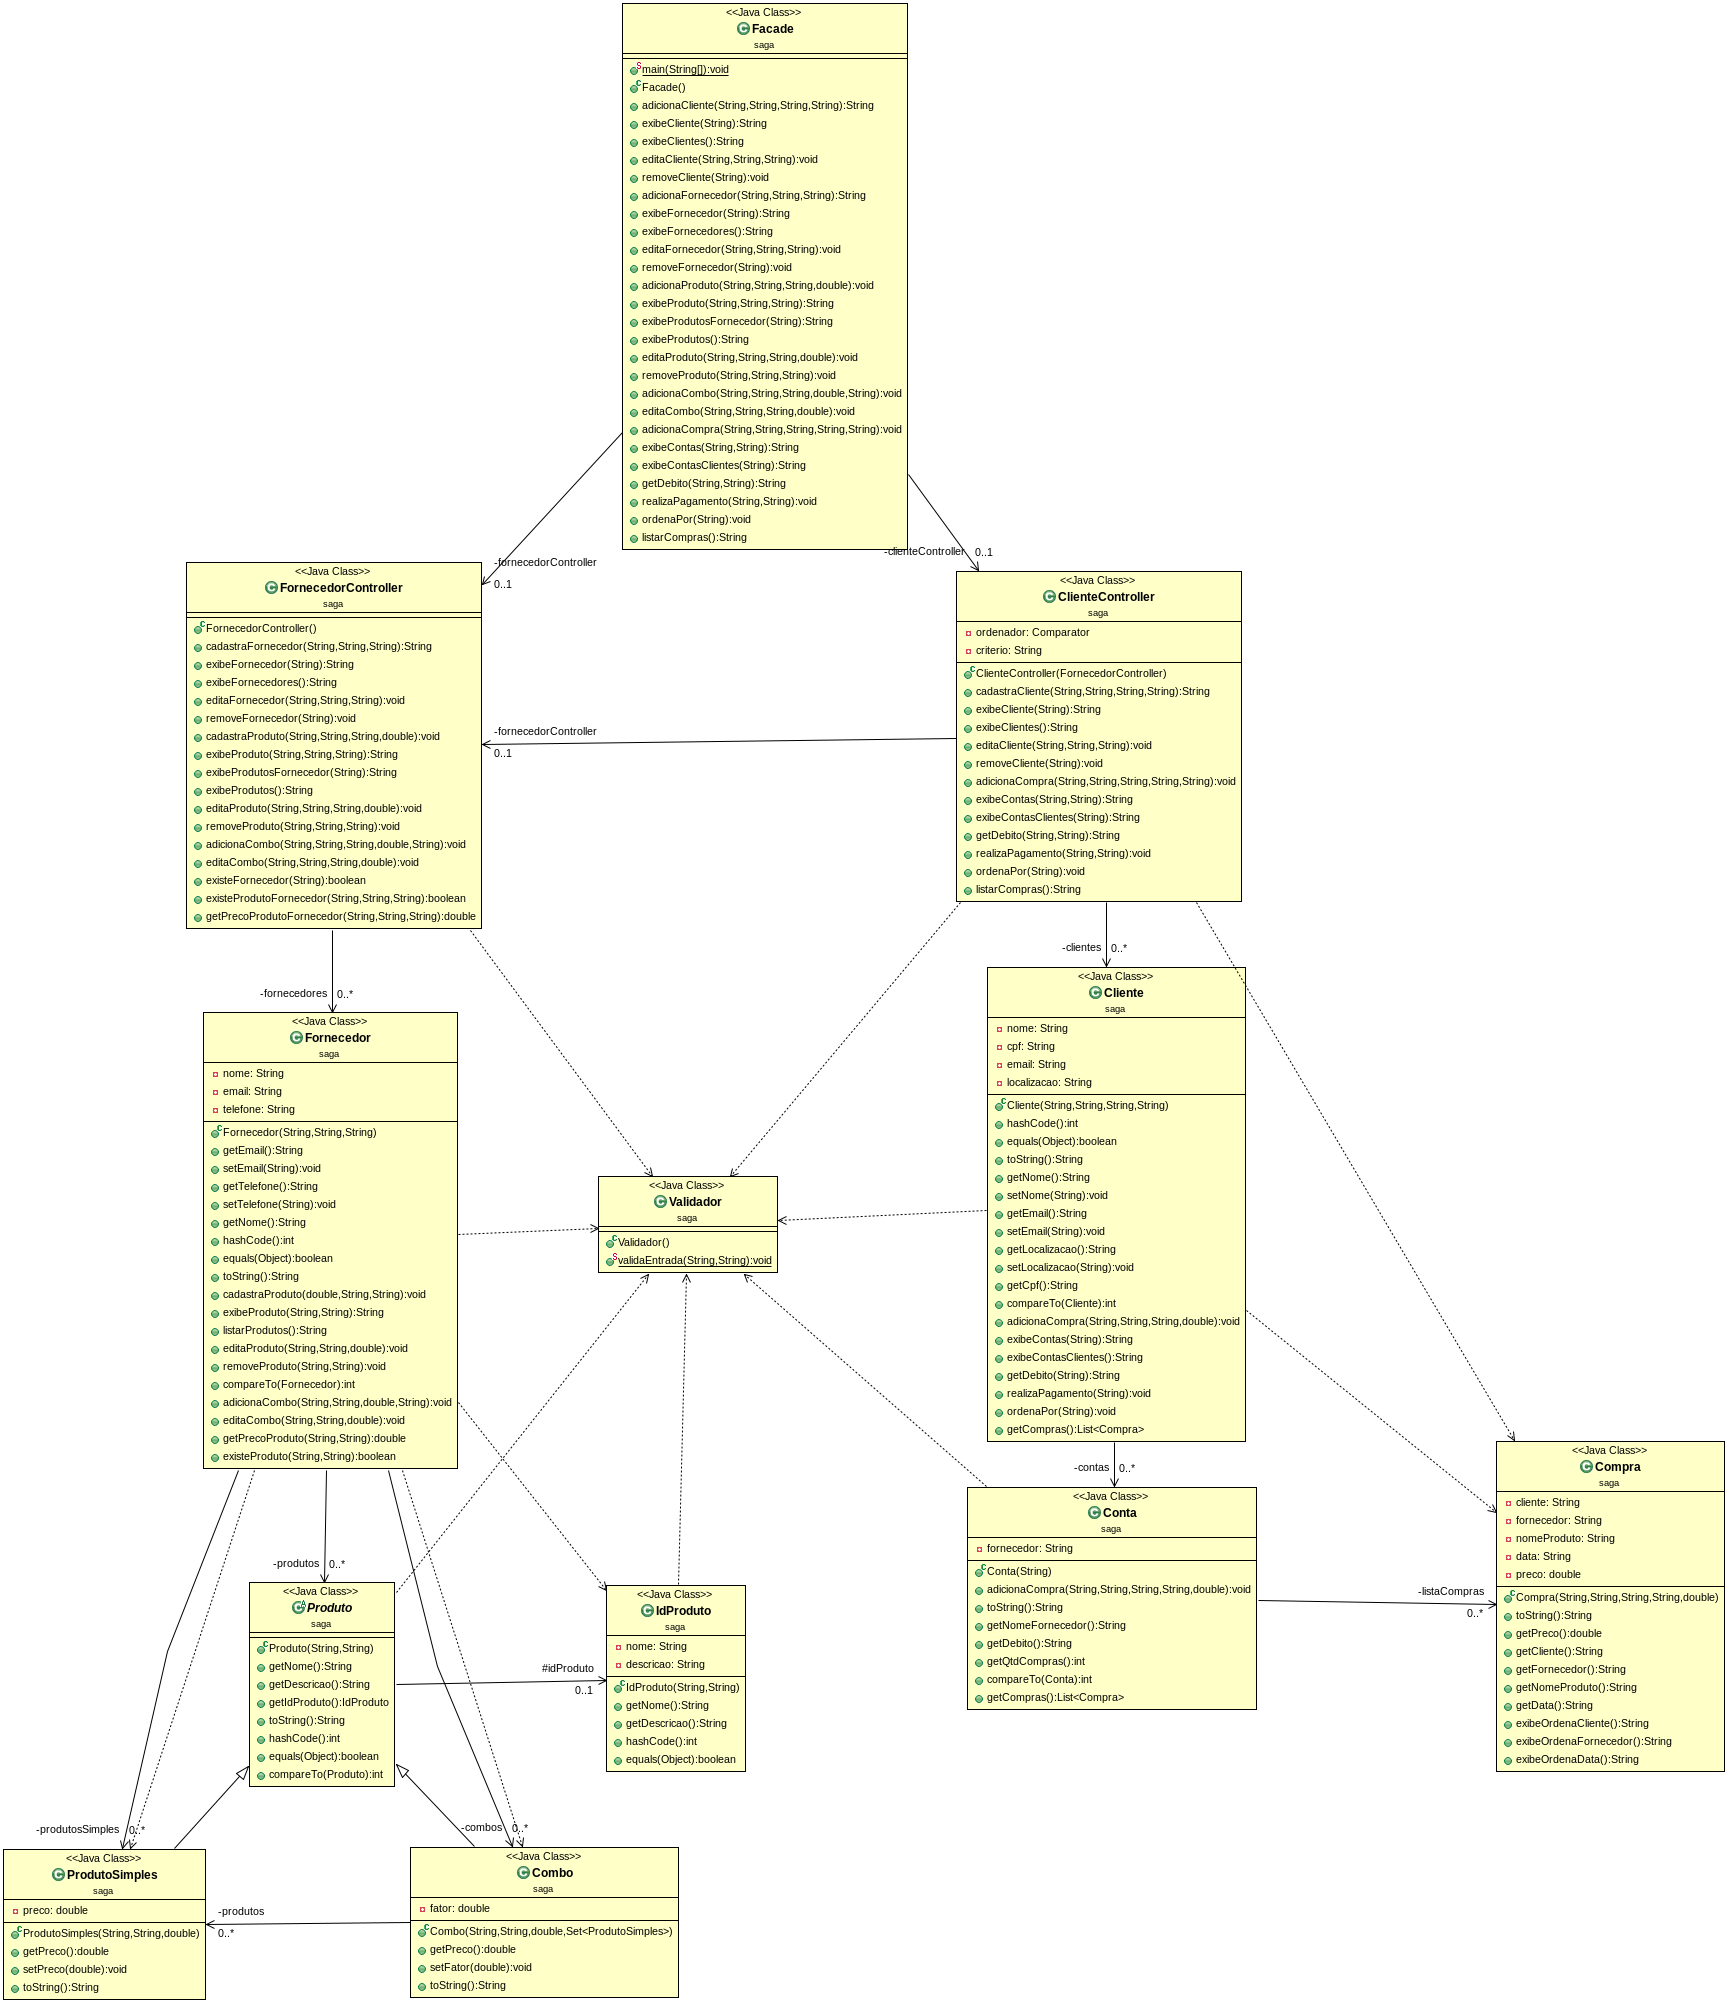 <<Java Class>>
Facade
saga
main(String[]):void
Facade()
adicionaCliente(String,String,String,String):String
exibeCliente(String):String
exibeClientes():String
editaCliente(String,String,String):void
removeCliente(String):void
adicionaFornecedor(String,String,String):String
exibeFornecedor(String):String
exibeFornecedores():String
editaFornecedor(String,String,String):void
removeFornecedor(String):void
adicionaProduto(String,String,String,double):void
exibeProduto(String,String,String):String
exibeProdutosFornecedor(String):String
exibeProdutos():String
editaProduto(String,String,String,double):void
removeProduto(String,String,String):void
adicionaCombo(String,String,String,double,String):void
editaCombo(String,String,String,double):void
adicionaCompra(String,String,String,String,String):void
exibeContas(String,String):String
exibeContasClientes(String):String
getDebito(String,String):String
realizaPagamento(String,String):void
ordenaPor(String):void
listarCompras():String
-fornecedorController
0..1
-clienteController
0..1
<<Java Class>>
FornecedorController
saga
FornecedorController()
cadastraFornecedor(String,String,String):String
exibeFornecedor(String):String
exibeFornecedores():String
editaFornecedor(String,String,String):void
removeFornecedor(String):void
cadastraProduto(String,String,String,double):void
exibeProduto(String,String,String):String
exibeProdutosFornecedor(String):String
exibeProdutos():String
editaProduto(String,String,String,double):void
removeProduto(String,String,String):void
adicionaCombo(String,String,String,double,String):void
editaCombo(String,String,String,double):void
existeFornecedor(String):boolean
existeProdutoFornecedor(String,String,String):boolean
getPrecoProdutoFornecedor(String,String,String):double
<<Java Class>>
ClienteController
saga
ordenador: Comparator
criterio: String
ClienteController(FornecedorController)
cadastraCliente(String,String,String,String):String
exibeCliente(String):String
exibeClientes():String
editaCliente(String,String,String):void
removeCliente(String):void
adicionaCompra(String,String,String,String,String):void
exibeContas(String,String):String
exibeContasClientes(String):String
getDebito(String,String):String
realizaPagamento(String,String):void
ordenaPor(String):void
listarCompras():String
-fornecedorController
0..1
-clientes
0..*
-fornecedores
0..*
<<Java Class>>
Fornecedor
saga
nome: String
email: String
telefone: String
Fornecedor(String,String,String)
getEmail():String
setEmail(String):void
getTelefone():String
setTelefone(String):void
getNome():String
hashCode():int
equals(Object):boolean
toString():String
cadastraProduto(double,String,String):void
exibeProduto(String,String):String
listarProdutos():String
editaProduto(String,String,double):void
removeProduto(String,String):void
compareTo(Fornecedor):int
adicionaCombo(String,String,double,String):void
editaCombo(String,String,double):void
getPrecoProduto(String,String):double
existeProduto(String,String):boolean
<<Java Class>>
Validador
saga
Validador()
validaEntrada(String,String):void
<<Java Class>>
Cliente
saga
nome: String
cpf: String
email: String
localizacao: String
Cliente(String,String,String,String)
hashCode():int
equals(Object):boolean
toString():String
getNome():String
setNome(String):void
getEmail():String
setEmail(String):void
getLocalizacao():String
setLocalizacao(String):void
getCpf():String
compareTo(Cliente):int
adicionaCompra(String,String,String,double):void
exibeContas(String):String
exibeContasClientes():String
getDebito(String):String
realizaPagamento(String):void
ordenaPor(String):void
getCompras():List<Compra>
-contas
0..*
<<Java Class>>
Conta
saga
fornecedor: String
Conta(String)
adicionaCompra(String,String,String,String,double):void
toString():String
getNomeFornecedor():String
getDebito():String
getQtdCompras():int
compareTo(Conta):int
getCompras():List<Compra>
-listaCompras
0..*
<<Java Class>>
Compra
saga
cliente: String
fornecedor: String
nomeProduto: String
data: String
preco: double
Compra(String,String,String,String,double)
toString():String
getPreco():double
getCliente():String
getFornecedor():String
getNomeProduto():String
getData():String
exibeOrdenaCliente():String
exibeOrdenaFornecedor():String
exibeOrdenaData():String
-produtos
0..*
<<Java Class>>
Produto
saga
Produto(String,String)
getNome():String
getDescricao():String
getIdProduto():IdProduto
toString():String
hashCode():int
equals(Object):boolean
compareTo(Produto):int
#idProduto
0..1
<<Java Class>>
IdProduto
saga
nome: String
descricao: String
IdProduto(String,String)
getNome():String
getDescricao():String
hashCode():int
equals(Object):boolean
-produtosSimples
0..*
-combos
0..*
<<Java Class>>
ProdutoSimples
saga
preco: double
ProdutoSimples(String,String,double)
getPreco():double
setPreco(double):void
toString():String
-produtos
0..*
<<Java Class>>
Combo
saga
fator: double
Combo(String,String,double,Set<ProdutoSimples>)
getPreco():double
setFator(double):void
toString():String